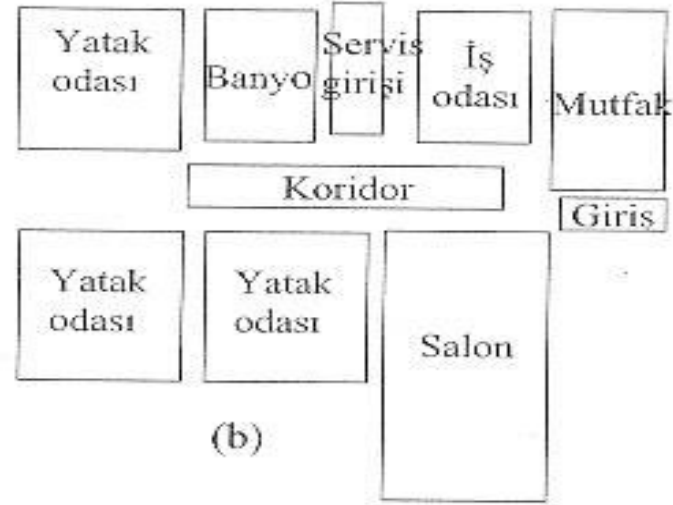 Yatak
odası
Banyo
Servis
girişi
İş
odası
Mutfak
Koridor
Giriş
Yatak
odası
Yatak
odası
Salon
(b)